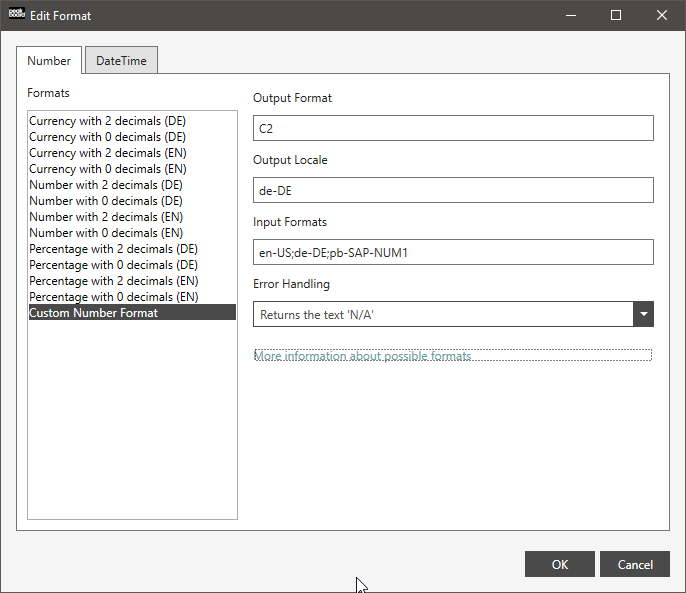 peak
board
Edit Format
Number
DateTime
Formats
Currency with 2 decimals (DE)
Currency with 0 decimals (DE)
Currency with 2 decimals (EN)
Currency with 0 decimals (EN)
Number with 2 decimals (DE)
Number with 0 decimals (DE)
Number with 2 decimals (EN)
Number with 0 decimals (EN)
Percentage with 2 decimals (DE)
Percentage with 0 decimals (DE)
Percentage with 2 decimals (EN)
Percentage with 0 decimals (EN)
Custom Number Format
Output Format
C2
Output Locale
de-DE
Input Formats
en-US;de-DE;pb-SAP-NUM1
Error Handling
Returns the text 'N/A'
More information about possible formats
OK
Cancel